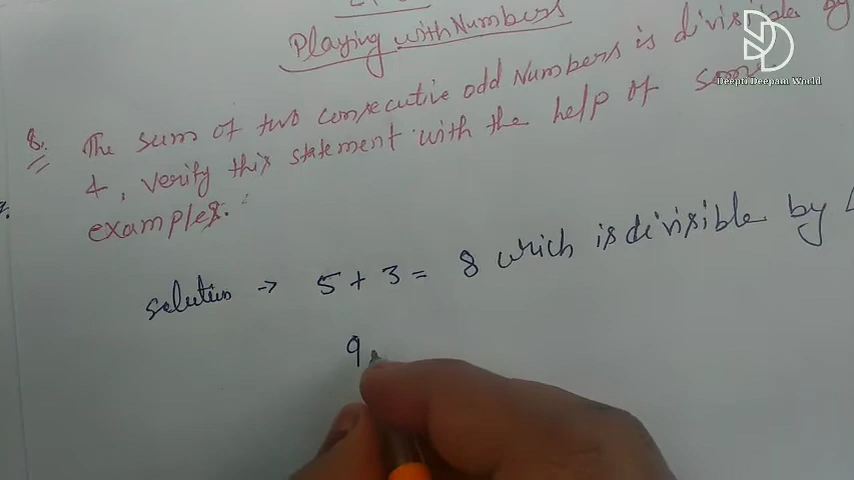 Playing with Numbers
Deepti Deepam World
8. The sum of two consecutive odd Numbers is divisible by
4. Verify this statement with the help of some
examples.
solution → 5 + 3 = 8 which is divisible by 4
9